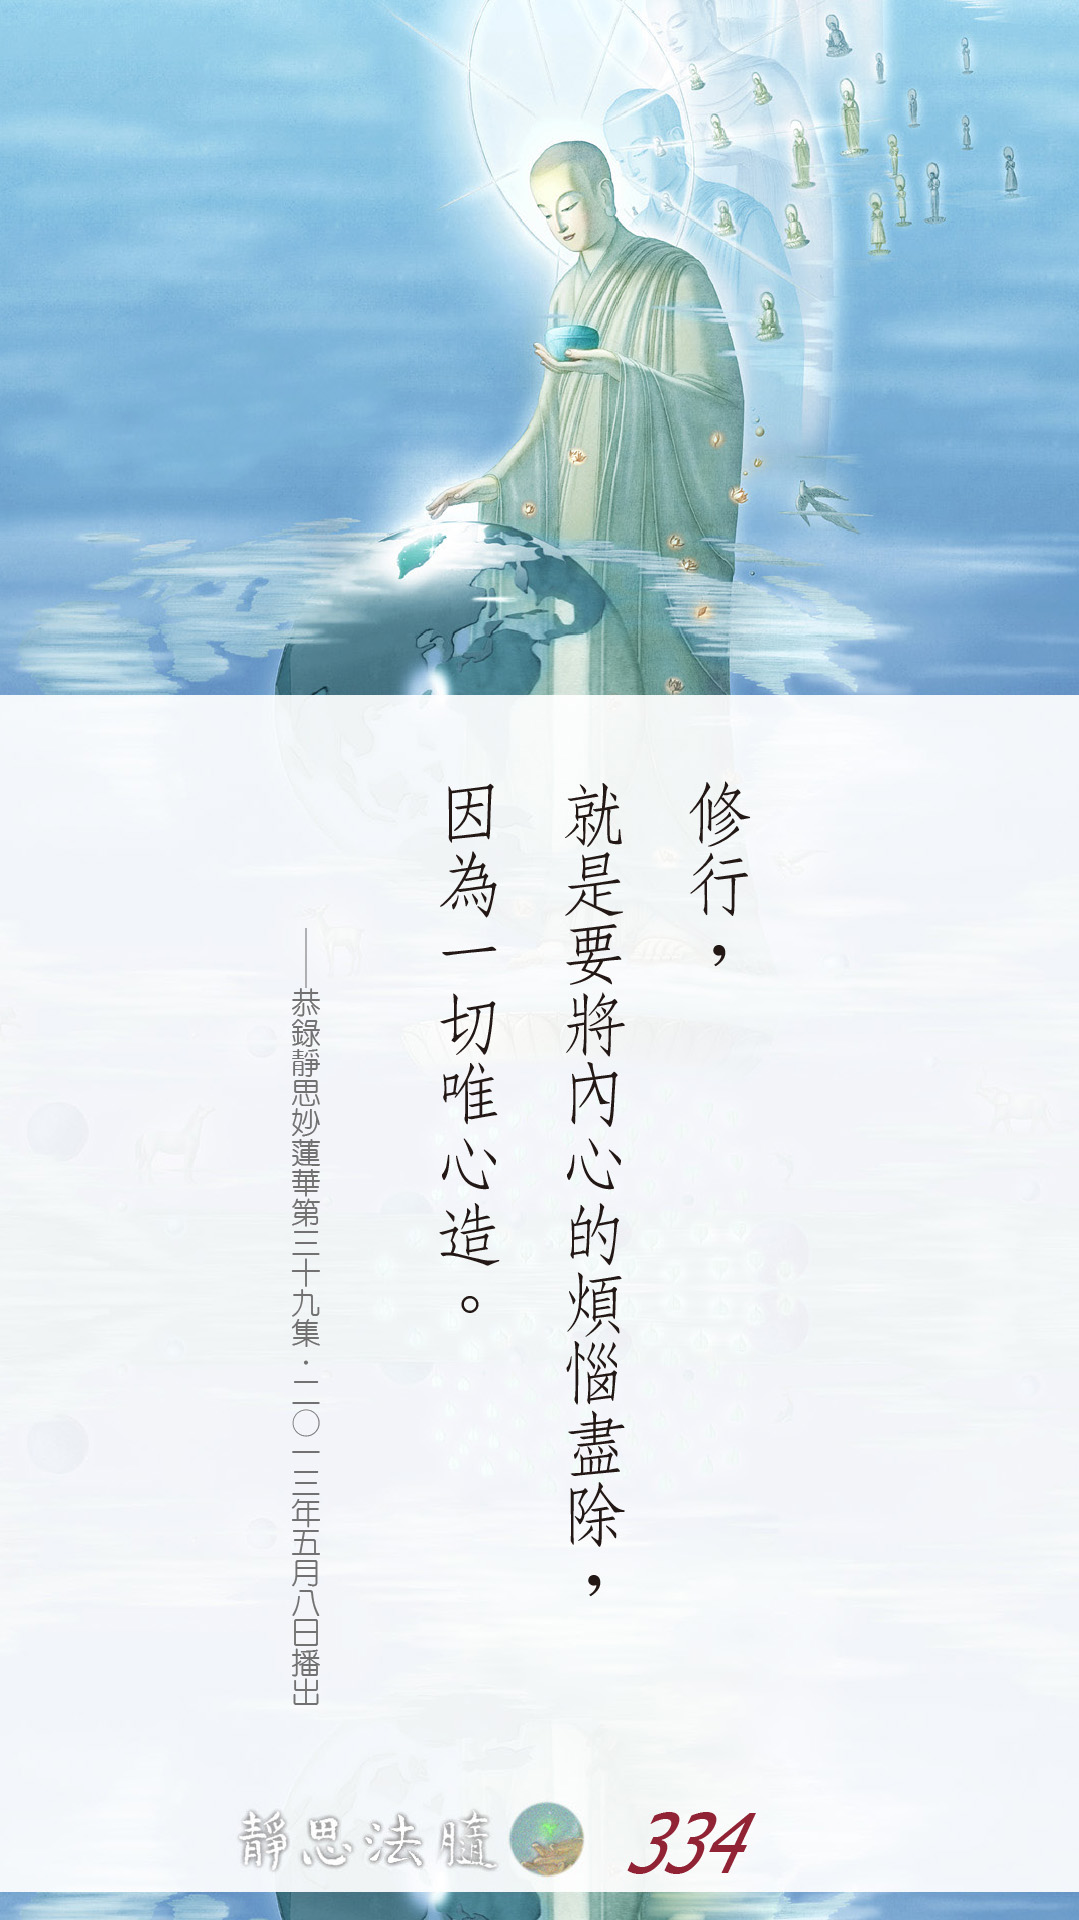 修行，
就是要將內心的煩惱盡除，
因為一切唯心造。
——恭錄靜思妙蓮華第三十九集．二〇一三年五月八日播出
靜思法髓
334